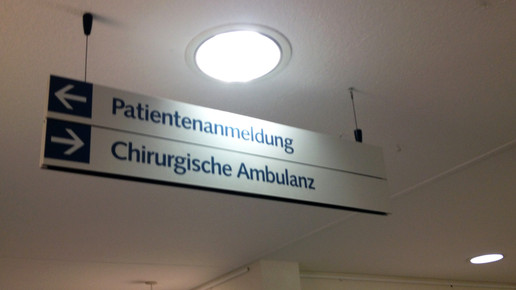 ← Patientenanmeldung
→ Chirurgische Ambulanz